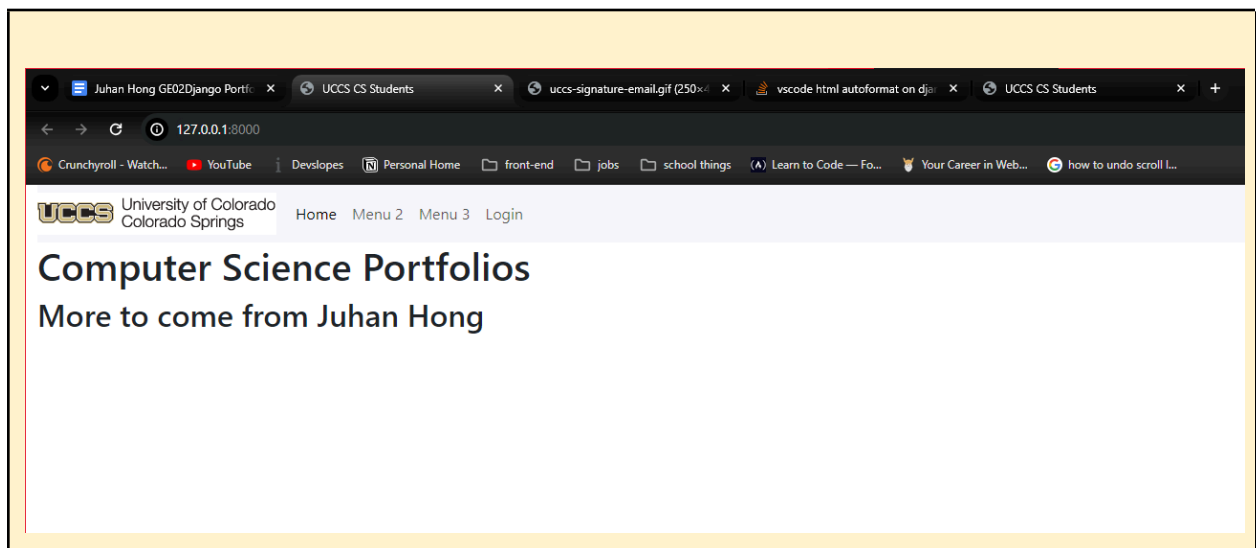 Juhan Hong GE02Django Portfo
UCCS CS Students
uccs-signature-email.gif (250×4
vscode html autoformat on djan
UCCS CS Students
127.0.0.1:8000
Crunchyroll - Watch...
YouTube
Devslopes
Personal Home
front-end
jobs
school things
Learn to Code — Fo...
Your Career in Web...
how to undo scroll l...
UCCS
University of Colorado
Colorado Springs
Home Menu 2 Menu 3 Login
Computer Science Portfolios
More to come from Juhan Hong